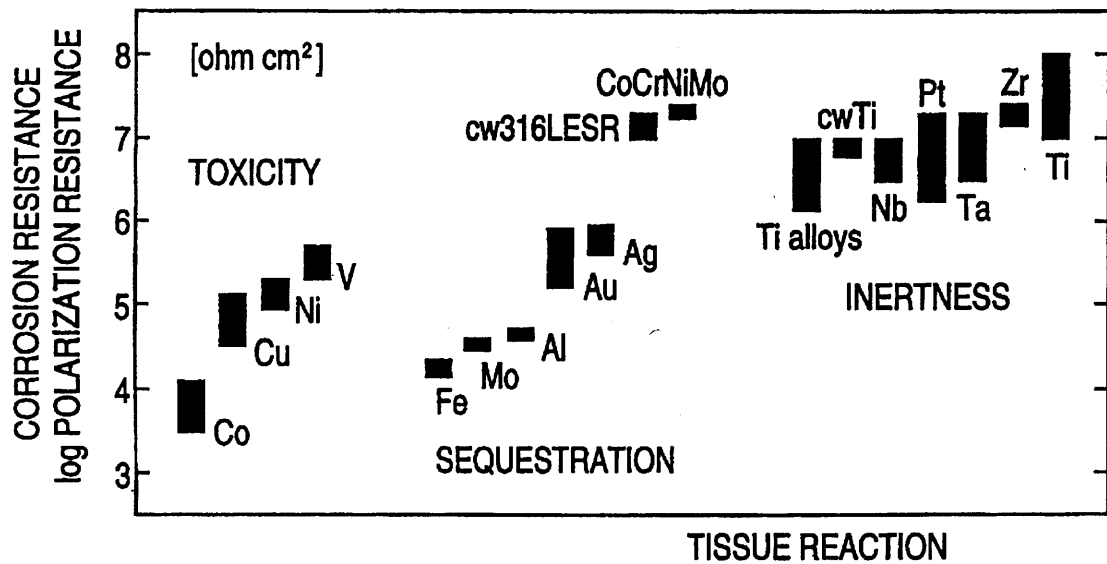 CORROSION RESISTANCE
log POLARIZATION RESISTANCE
8
7
6
5
4
3
[ohm cm²]
TOXICITY
Co
Cu
Ni
V
SEQUESTRATION
Fe
Mo
Al
Au
Ag
cw316LESR
CoCrNiMo
INERTNESS
Ti alloys
cwTi
Nb
Pt
Ta
Zr
Ti
TISSUE REACTION